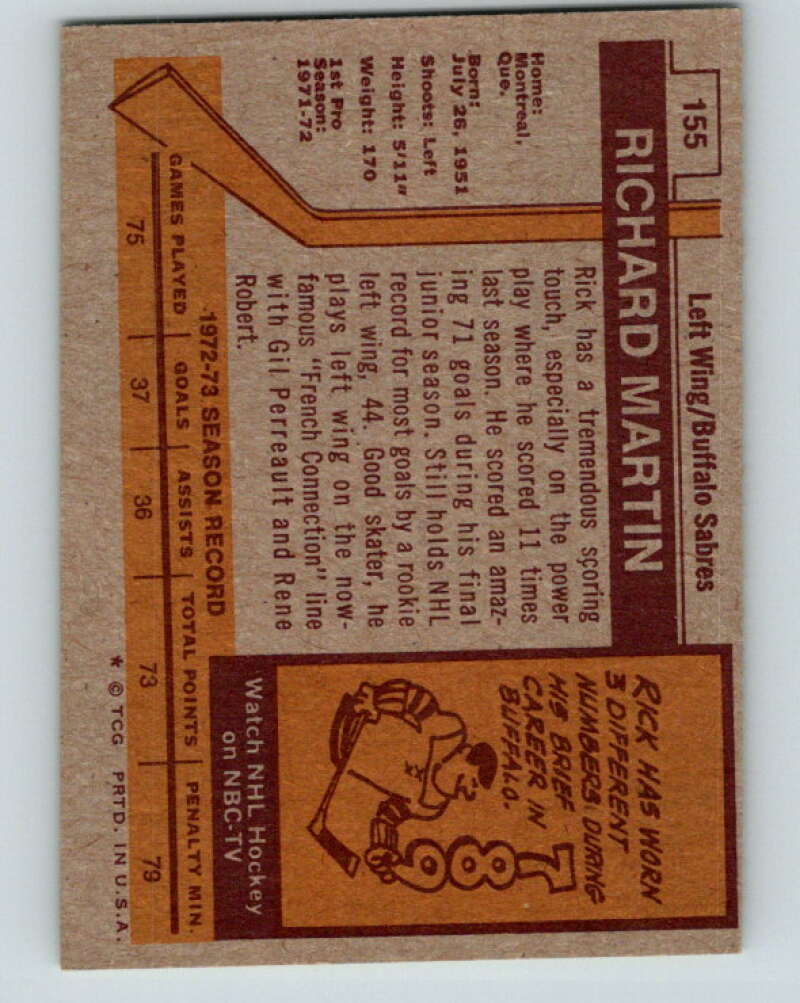 155
Left Wing/Buffalo Sabres
RICHARD MARTIN
Home:
Montreal,
Que.
Born:
July 26, 1951
Shoots: Left
Height: 5'11"
Weight: 170
1st Pro
Season:
1971-72
Rick has a tremendous scoring
touch, especially on the power
play where he scored 11 times
last season. He scored an amaz-
ing 71 goals during his final
junior season. Still holds NHL
record for most goals by a rookie
left wing, 44. Good skater, he
plays left wing on the now-
famous "French Connection" line
with Gil Perreault and Rene
Robert.
RICK HAS WORN
3 DIFFERENT
NUMBERS DURING
HIS BRIEF
CAREER IN
BUFFALO.
7
8
9
Watch NHL Hockey
on NBC-TV
1972-73 SEASON RECORD
GAMES PLAYED GOALS ASSISTS TOTAL POINTS PENALTY MIN.
75 37 36 73 79
* © TCG PRTD. IN U.S.A.